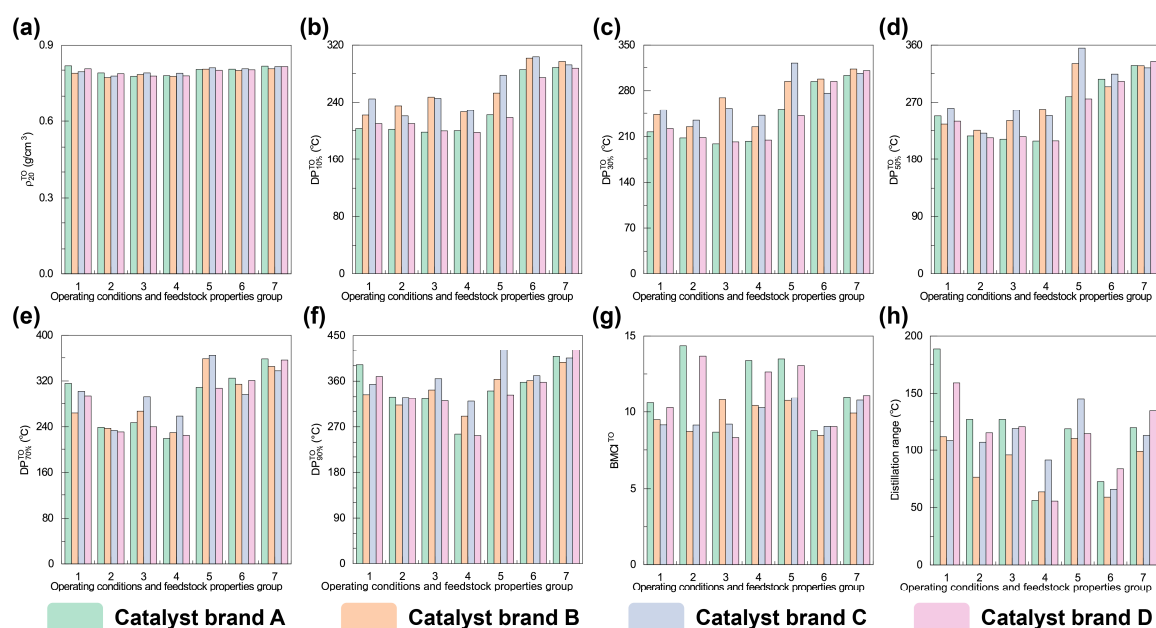 (a)
(b)
(c)
(d)
0.9
0.6
0.3
0.0
ρ20TO (g/cm3)
1 2 3 4 5 6 7
Operating conditions and feedstock properties group
320
240
160
80
0
DP10%TO (°C)
1 2 3 4 5 6 7
Operating conditions and feedstock properties group
350
280
210
140
70
0
DP30%TO (°C)
1 2 3 4 5 6 7
Operating conditions and feedstock properties group
360
270
180
90
0
DP50%TO (°C)
1 2 3 4 5 6 7
Operating conditions and feedstock properties group
(e)
(f)
(g)
(h)
400
320
240
160
80
0
DP70%TO (°C)
1 2 3 4 5 6 7
Operating conditions and feedstock properties group
450
360
270
180
90
0
DP90%TO (°C)
1 2 3 4 5 6 7
Operating conditions and feedstock properties group
15
10
5
0
BMCITO
1 2 3 4 5 6 7
Operating conditions and feedstock properties group
200
150
100
50
0
Distillation range (°C)
1 2 3 4 5 6 7
Operating conditions and feedstock properties group
Catalyst brand A
Catalyst brand B
Catalyst brand C
Catalyst brand D